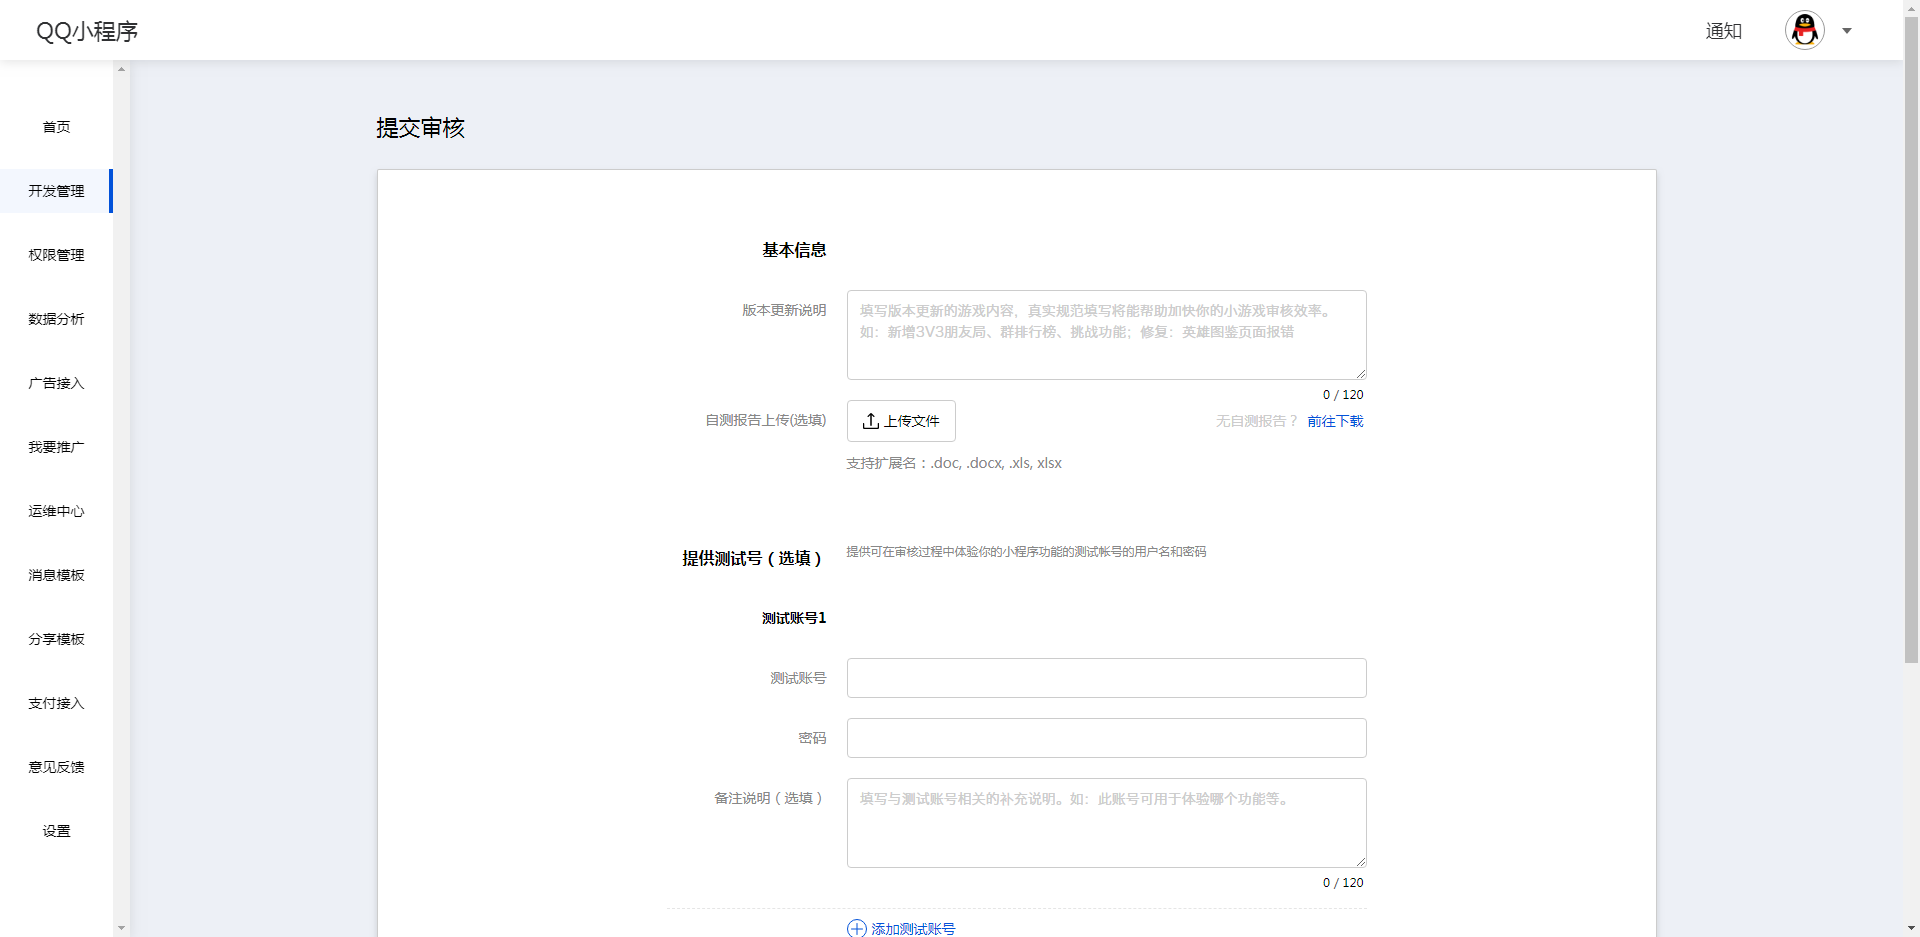 QQ小程序
通知
首页
开发管理
权限管理
数据分析
广告接入
我要推广
运维中心
消息模板
分享模板
支付接入
意见反馈
设置
提交审核
基本信息
版本更新说明
填写版本更新的游戏内容，真实规范填写将能帮助加快你的小游戏审核效率。
如：新增3V3朋友局、群排行榜、挑战功能；修复：英雄图鉴页面报错
0 / 120
自测报告上传(选填)
上传文件
无自测报告？ 前往下载
支持扩展名：.doc, .docx, .xls, xlsx
提供测试号（选填）
提供可在审核过程中体验你的小程序功能的测试帐号的用户名和密码
测试账号1
测试账号
密码
备注说明（选填）
填写与测试账号相关的补充说明。如：此账号可用于体验哪个功能等。
0 / 120
添加测试账号